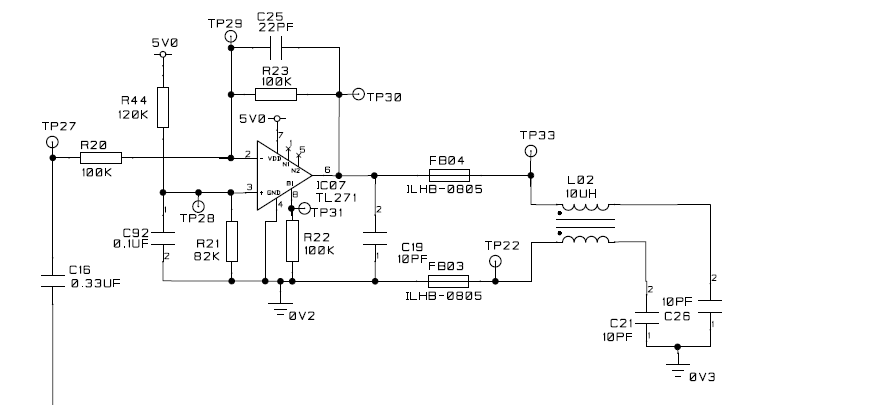 C25
22PF
TP29
5V0
R23
100K
TP30
R44
120K
5V0
7
1
5
TP27
R20
100K
2
-
VDD
N1
N2
6
FB04
ILHB-0805
TP33
L02
10UH
3
+
GND
B1
8
4
IC07
TL271
TP28
TP31
1
C92
0.1UF
2
R21
82K
R22
100K
2
C19
10PF
1
TP22
FB03
ILHB-0805
C16
0.33UF
0V2
2
2
10PF
C26
C21
10PF
1
1
0V3